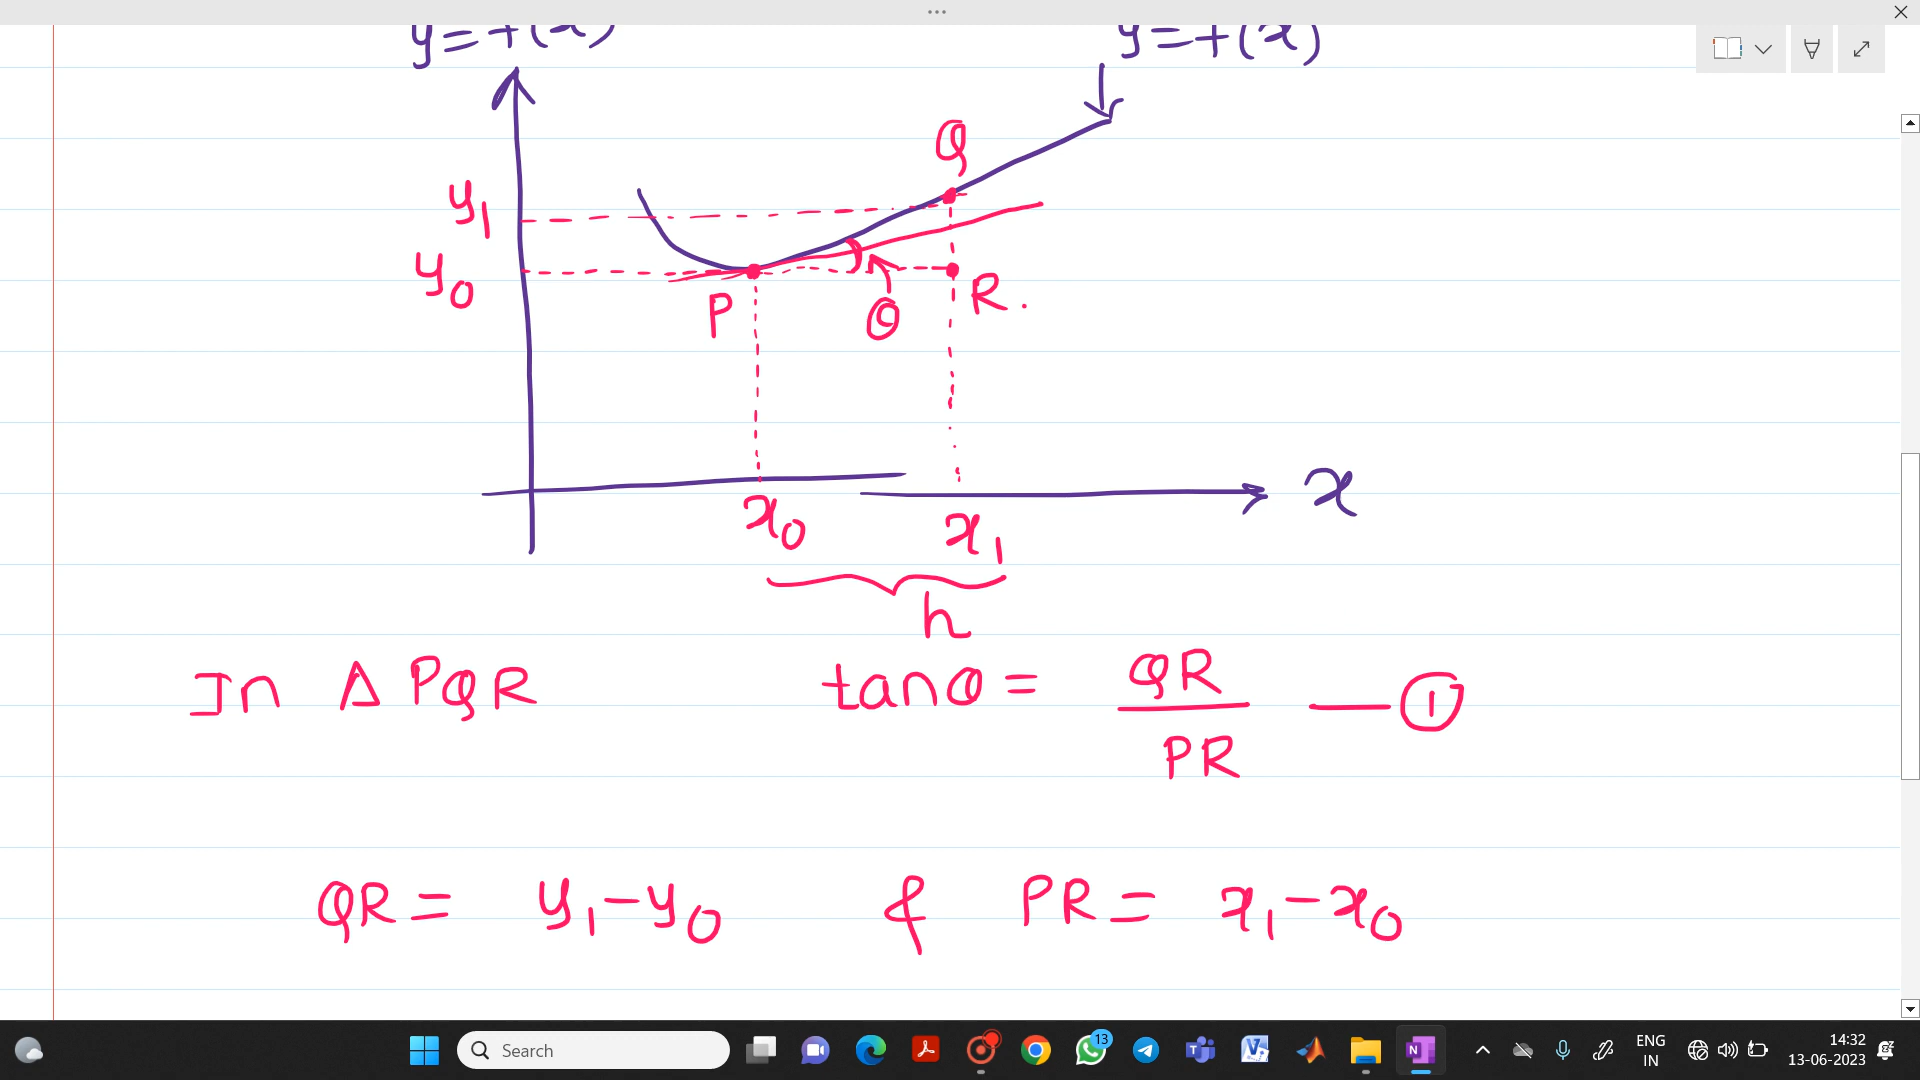 y=f(x) y=f(x)
Q
y₁
y₀
P θ R.
x
x₀ x₁
h
In Δ PQR tanθ = QR/PR —①
QR = y₁-y₀ & PR = x₁-x₀
Search
13
ENG
IN
14:32
13-06-2023